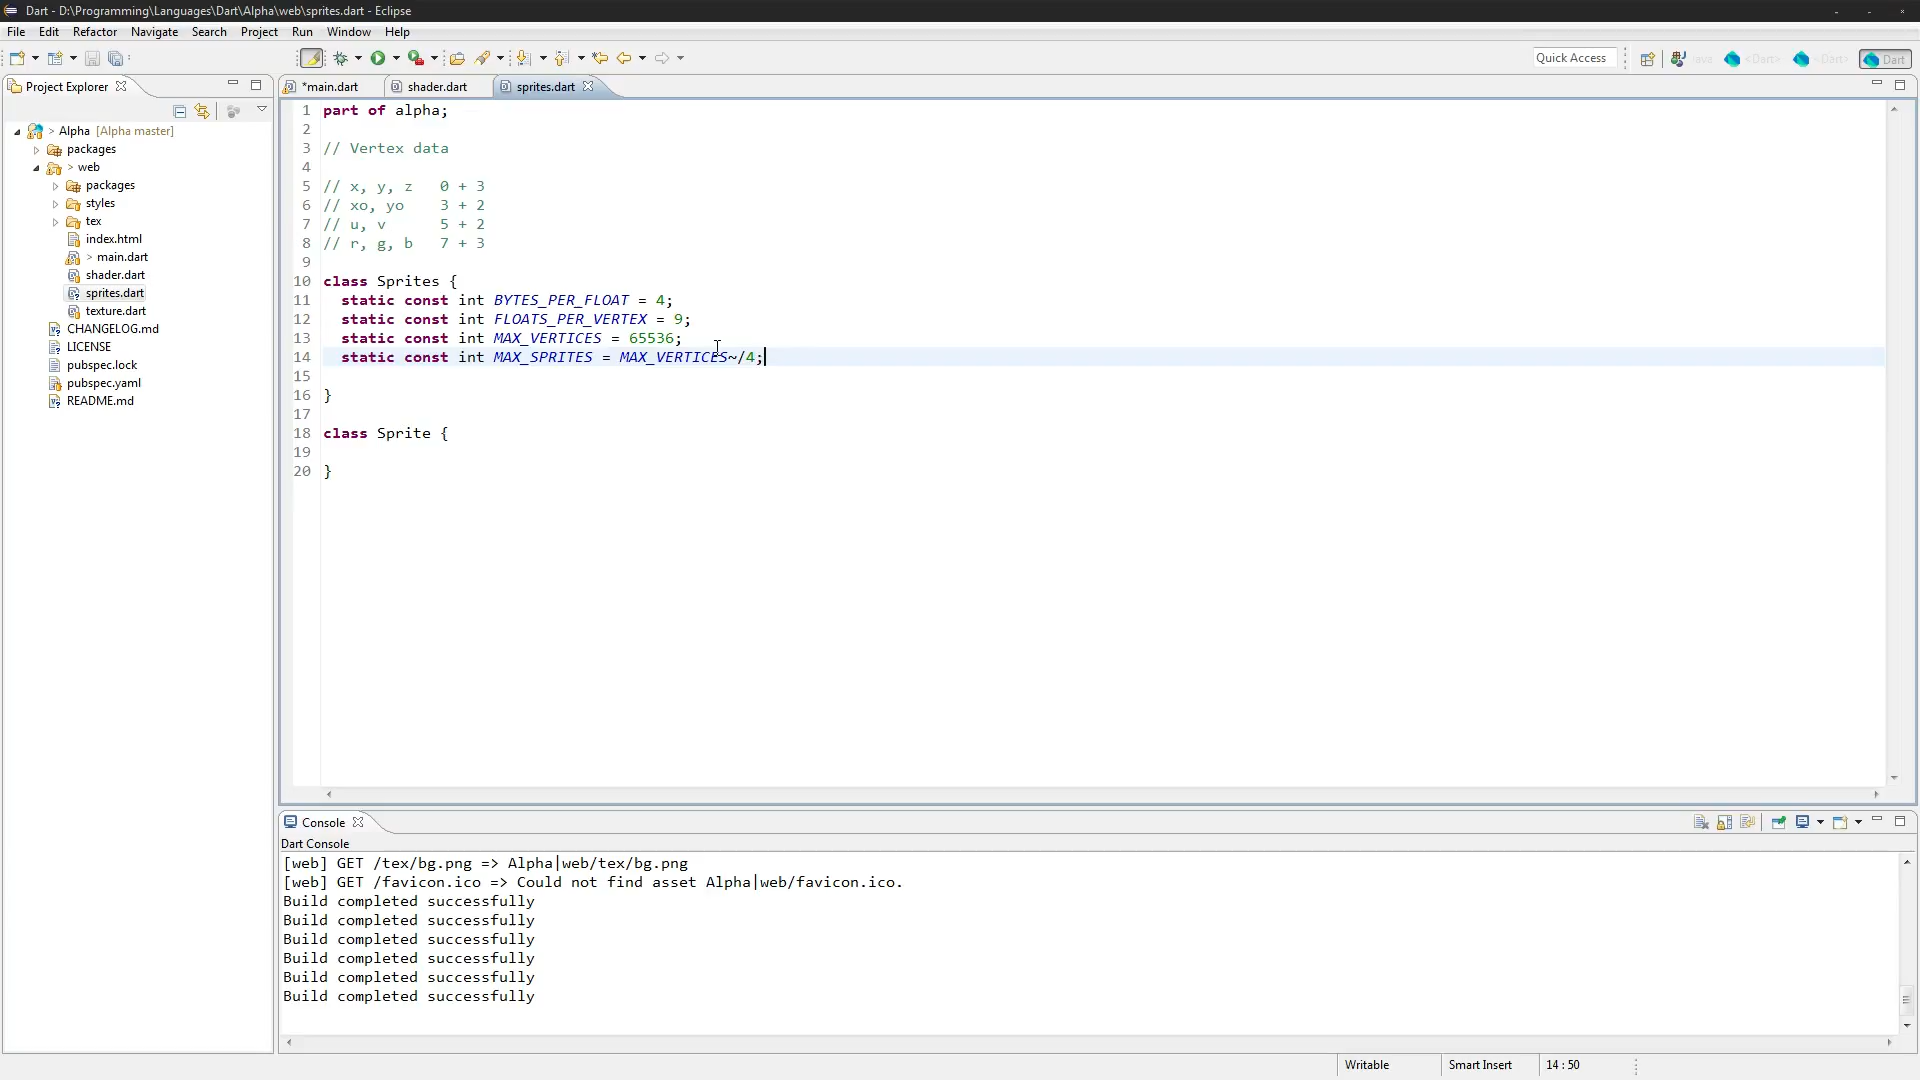 Dart - D:\Programming\Languages\Dart\Alpha\web\sprites.dart - Eclipse
File Edit Refactor Navigate Search Project Run Window Help
Quick Access
Java
<Dart>
<Dart>
Dart
Project Explorer
*main.dart
shader.dart
sprites.dart
> Alpha [Alpha master]
packages
> web
packages
styles
tex
index.html
> main.dart
shader.dart
sprites.dart
texture.dart
CHANGELOG.md
LICENSE
pubspec.lock
pubspec.yaml
README.md
1 part of alpha;
2
3 // Vertex data
4
5 // x, y, z   0 + 3
6 // xo, yo    3 + 2
7 // u, v      5 + 2
8 // r, g, b   7 + 3
9
10 class Sprites {
11   static const int BYTES_PER_FLOAT = 4;
12   static const int FLOATS_PER_VERTEX = 9;
13   static const int MAX_VERTICES = 65536;
14   static const int MAX_SPRITES = MAX_VERTICES~/4;
15
16 }
17
18 class Sprite {
19
20 }
Console
Dart Console
[web] GET /tex/bg.png => Alpha|web/tex/bg.png
[web] GET /favicon.ico => Could not find asset Alpha|web/favicon.ico.
Build completed successfully
Build completed successfully
Build completed successfully
Build completed successfully
Build completed successfully
Build completed successfully
Writable
Smart Insert
14 : 50